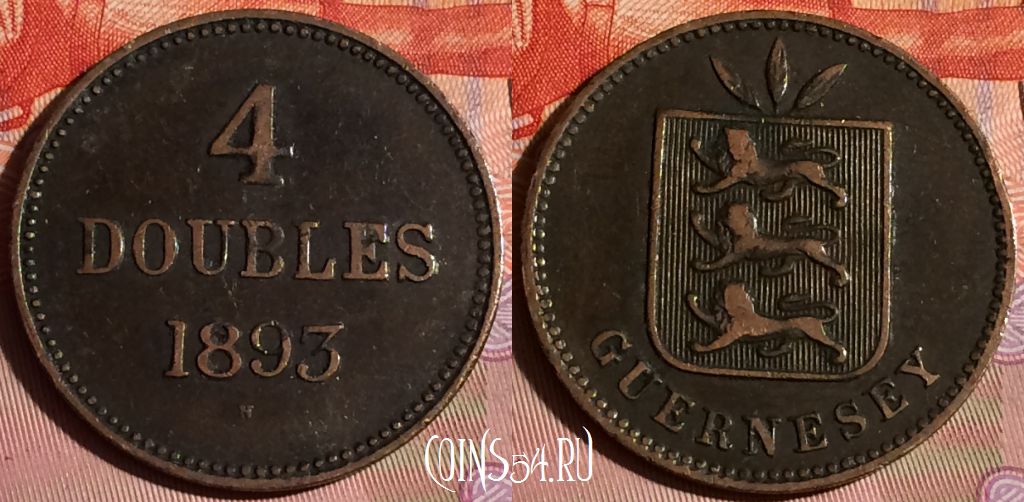 4
DOUBLES
1893
H
GUERNESEY
COINS54.RU